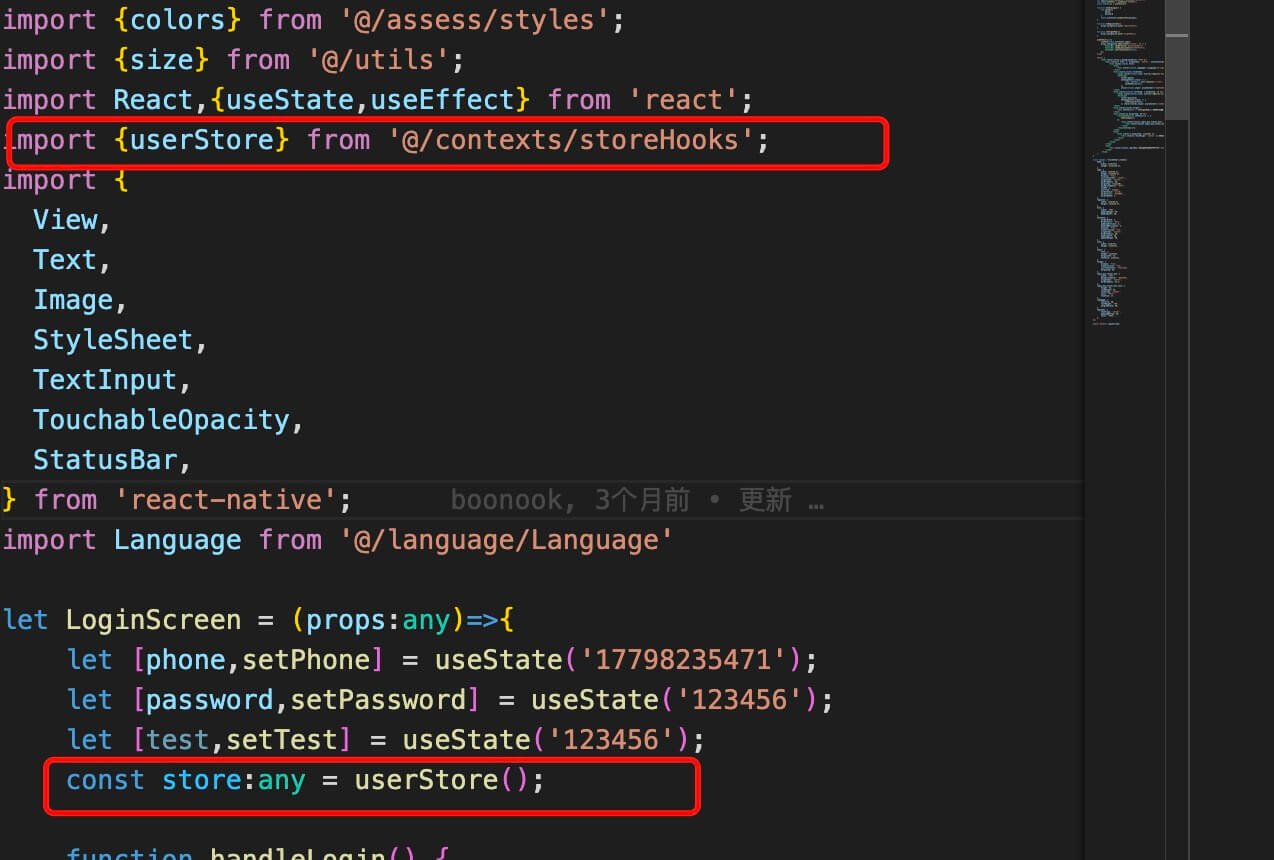 import {colors} from '@/assess/styles';
import {size} from '@/utils';
import React,{useState,useEffect} from 'react';
import {userStore} from '@/contexts/storeHooks';
import {
  View,
  Text,
  Image,
  StyleSheet,
  TextInput,
  TouchableOpacity,
  StatusBar,
} from 'react-native';      boonook, 3个月前 • 更新 …
import Language from '@/language/Language'
let LoginScreen = (props:any)=>{
    let [phone,setPhone] = useState('17798235471');
    let [password,setPassword] = useState('123456');
    let [test,setTest] = useState('123456');
    const store:any = userStore();
    function handleLogin() {